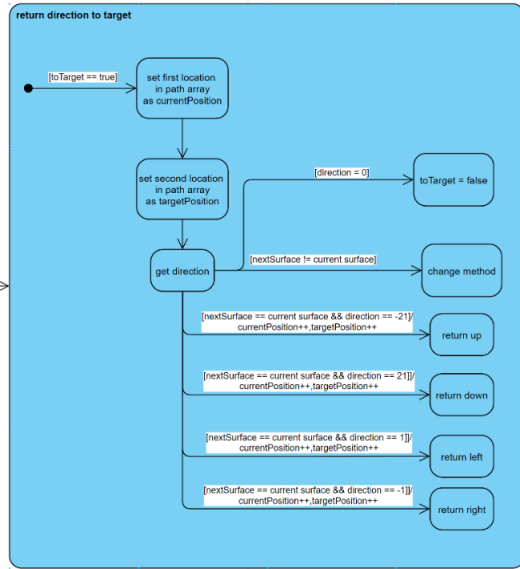 return direction to target
[toTarget == true]
set first location
in path array
as currentPosition
set second location
in path array
as targetPosition
[direction = 0]
toTarget = false
get direction
[nextSurface != current surface]
change method
[nextSurface == current surface && direction == -21]/
currentPosition++,targetPosition++
return up
[nextSurface == current surface && direction == 21]]/
currentPosition++,targetPosition++
return down
[nextSurface == current surface && direction == 1]]/
currentPosition++,targetPosition++
return left
[nextSurface == current surface && direction == -1]]/
currentPosition++,targetPosition++
return right